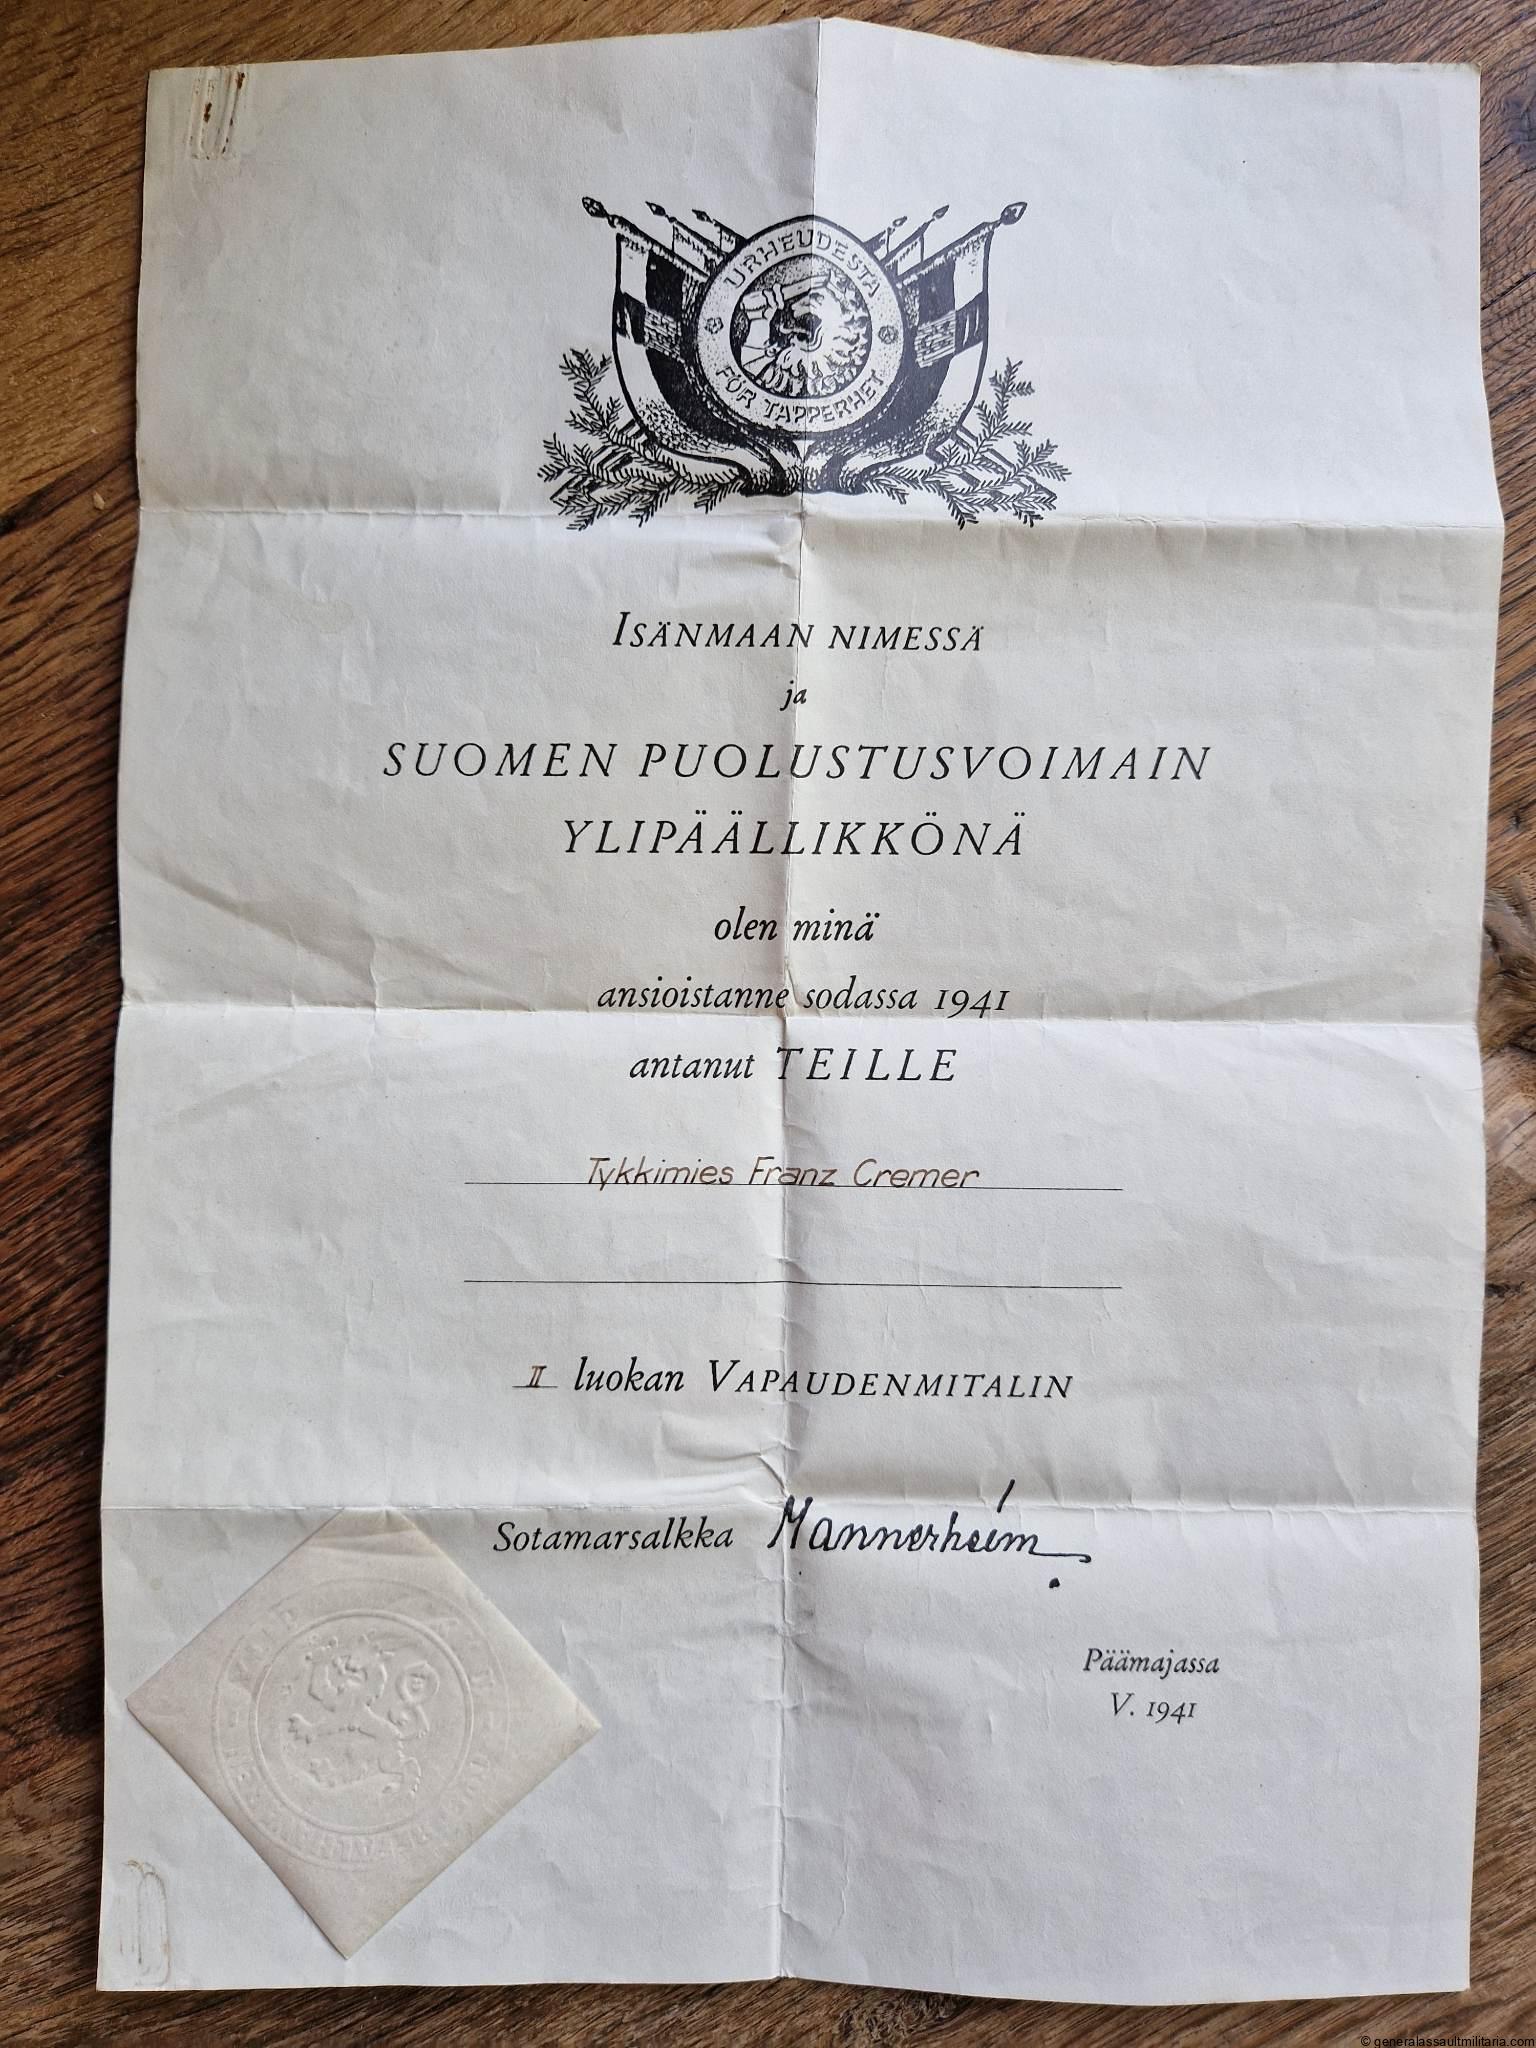 URHEUDESTA
FÖR TAPPERHET
ISÄNMAAN NIMESSÄ
ja
SUOMEN PUOLUSTUSVOIMAIN
YLIPÄÄLLIKKÖNÄ
olen minä
ansioistanne sodassa 1941
antanut TEILLE
Tykkimies Franz Cremer
II luokan VAPAUDENMITALIN
Sotamarsalkka Mannerheim
Päämajassa
V. 1941
© generalassaultmilitaria.com